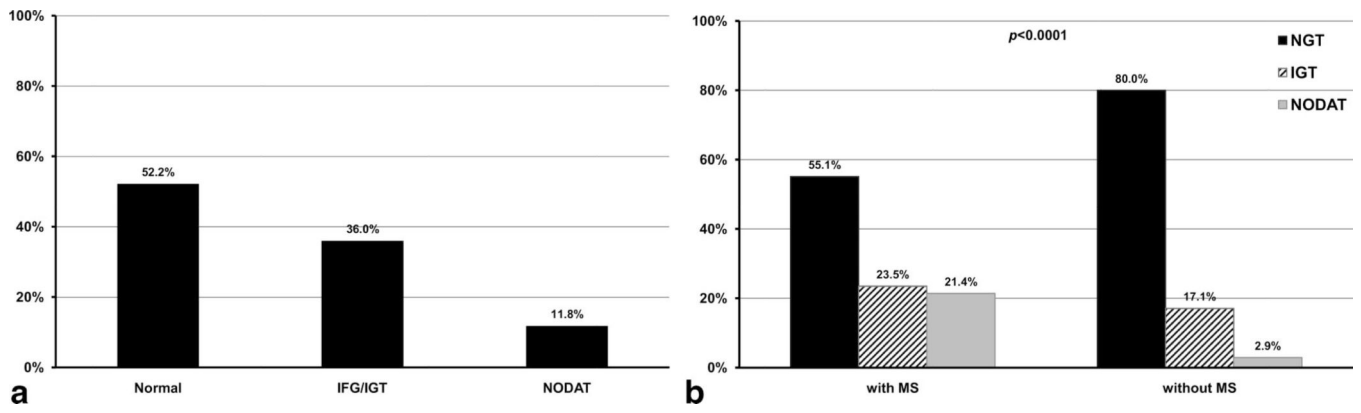 100%
80%
60%
40%
20%
0%
52.2%
36.0%
11.8%
Normal IFG/IGT NODAT
a
100%
80%
60%
40%
20%
0%
p<0.0001
NGT
IGT
NODAT
55.1%
23.5%
21.4%
80.0%
17.1%
2.9%
with MS without MS
b